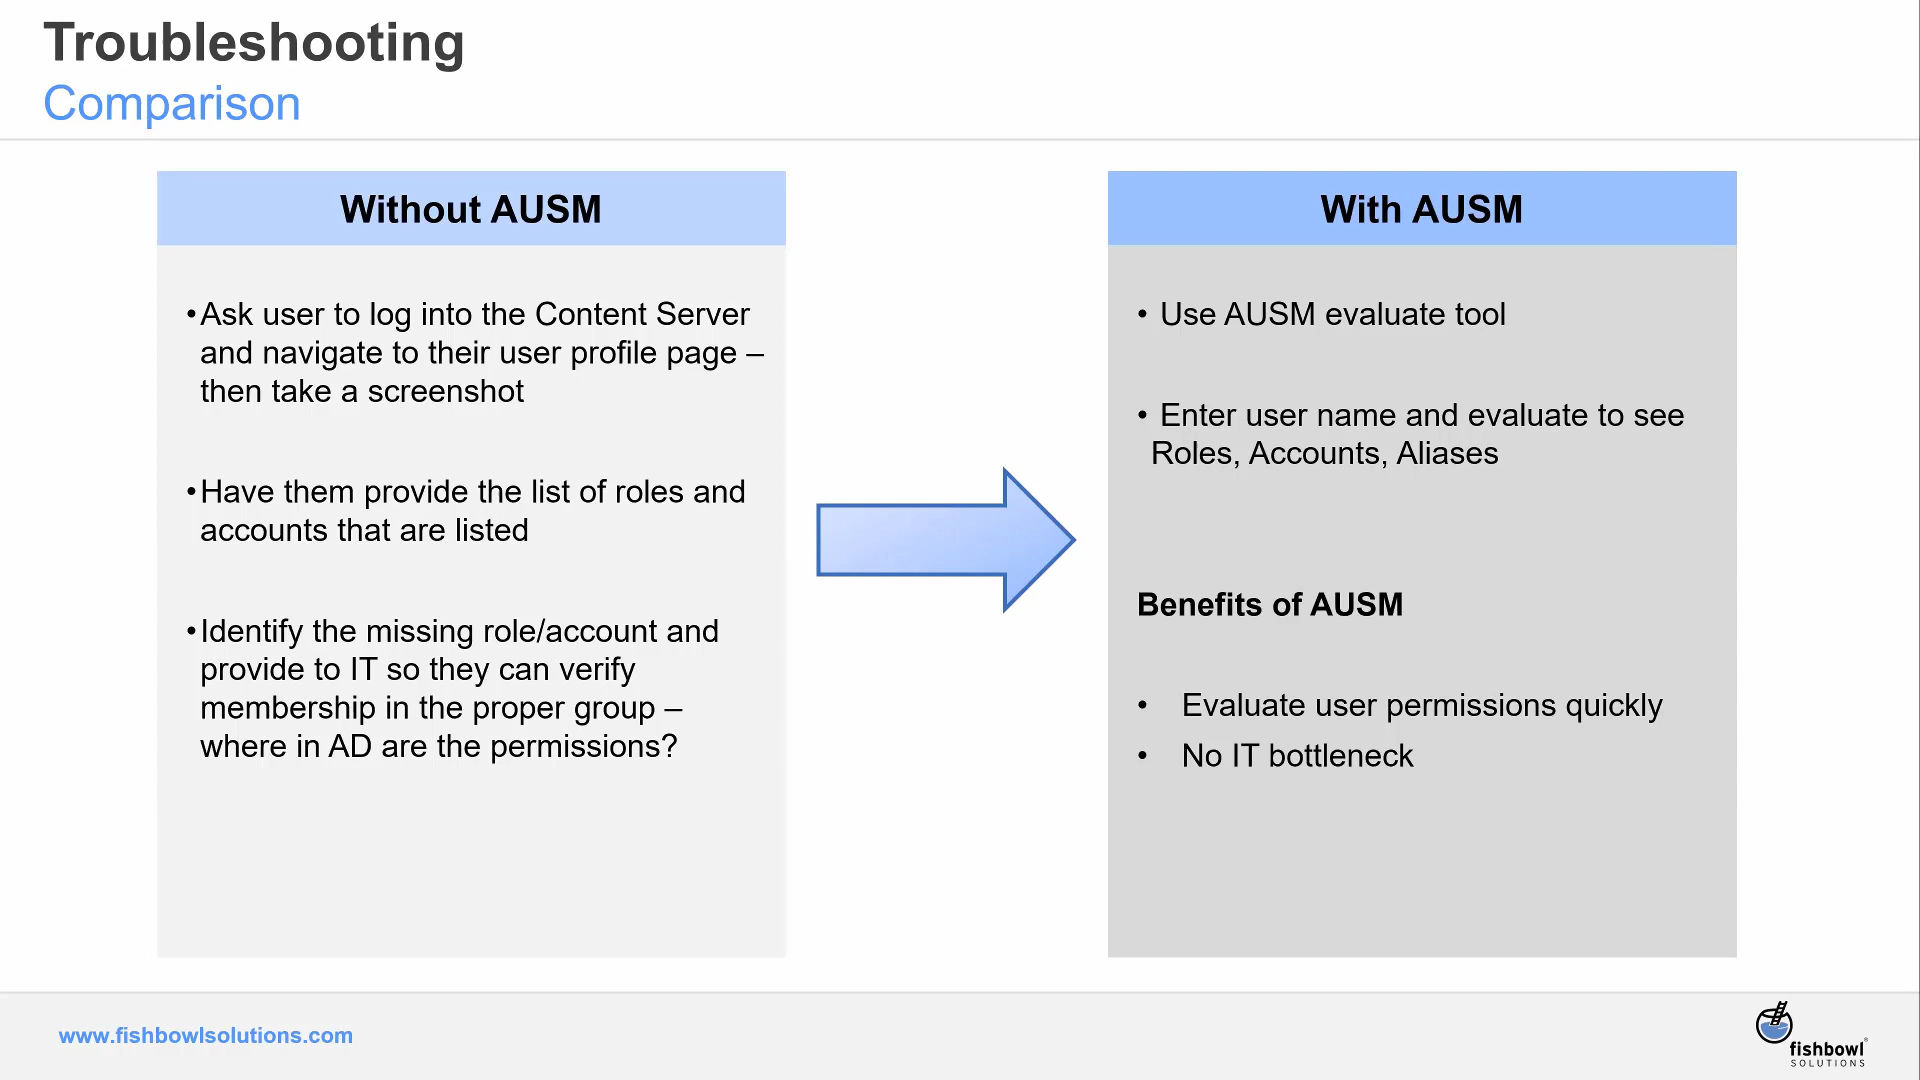 Troubleshooting
Comparison
Without AUSM
•Ask user to log into the Content Server
and navigate to their user profile page –
then take a screenshot
•Have them provide the list of roles and
accounts that are listed
•Identify the missing role/account and
provide to IT so they can verify
membership in the proper group –
where in AD are the permissions?
With AUSM
• Use AUSM evaluate tool
• Enter user name and evaluate to see
Roles, Accounts, Aliases
Benefits of AUSM
• Evaluate user permissions quickly
• No IT bottleneck
www.fishbowlsolutions.com
fishbowl®
SOLUTIONS